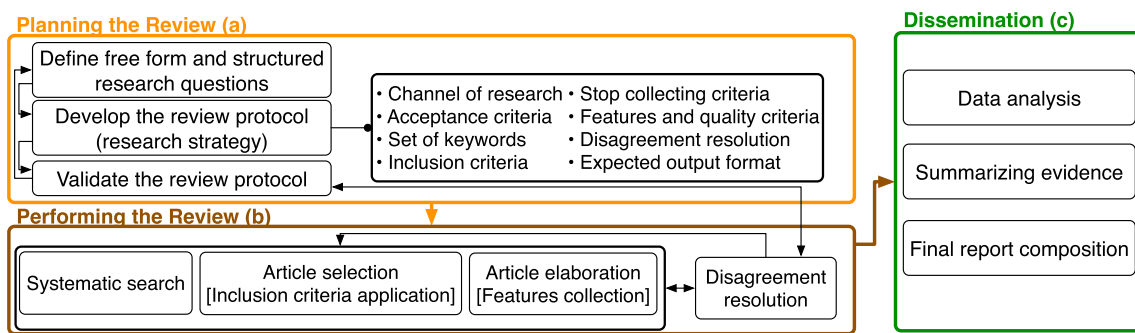 Planning the Review (a)
Define free form and structured
research questions
Develop the review protocol
(research strategy)
Validate the review protocol
• Channel of research
• Acceptance criteria
• Set of keywords
• Inclusion criteria
• Stop collecting criteria
• Features and quality criteria
• Disagreement resolution
• Expected output format
Performing the Review (b)
Systematic search
Article selection
[Inclusion criteria application]
Article elaboration
[Features collection]
Disagreement
resolution
Dissemination (c)
Data analysis
Summarizing evidence
Final report composition